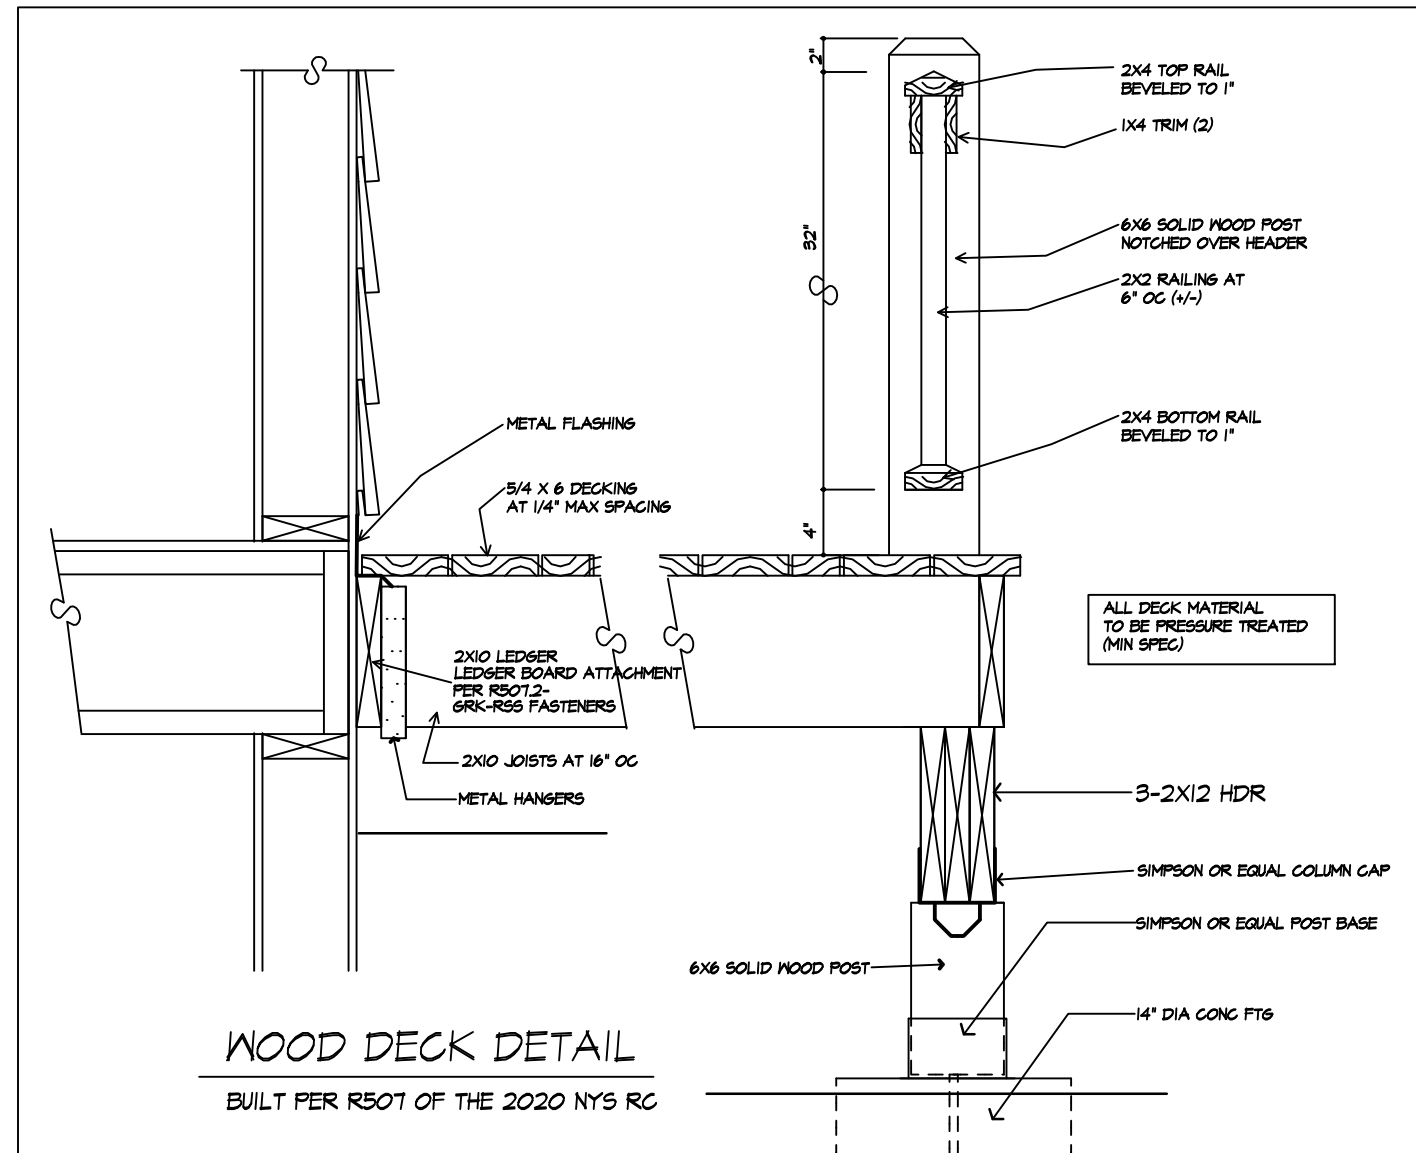 2"
2X4 TOP RAIL
BEVELED TO 1"
1X4 TRIM (2)
32"
6X6 SOLID WOOD POST
NOTCHED OVER HEADER
2X2 RAILING AT
6" OC (+/-)
METAL FLASHING
2X4 BOTTOM RAIL
BEVELED TO 1"
5/4 X 6 DECKING
AT 1/4" MAX SPACING
4"
ALL DECK MATERIAL
TO BE PRESSURE TREATED
(MIN SPEC)
2X10 LEDGER
LEDGER BOARD ATTACHMENT
PER R507.2-
GRK-RSS FASTENERS
2X10 JOISTS AT 16" OC
METAL HANGERS
3-2X12 HDR
SIMPSON OR EQUAL COLUMN CAP
SIMPSON OR EQUAL POST BASE
6X6 SOLID WOOD POST
14" DIA CONC FTG
WOOD DECK DETAIL
BUILT PER R507 OF THE 2020 NYS RC